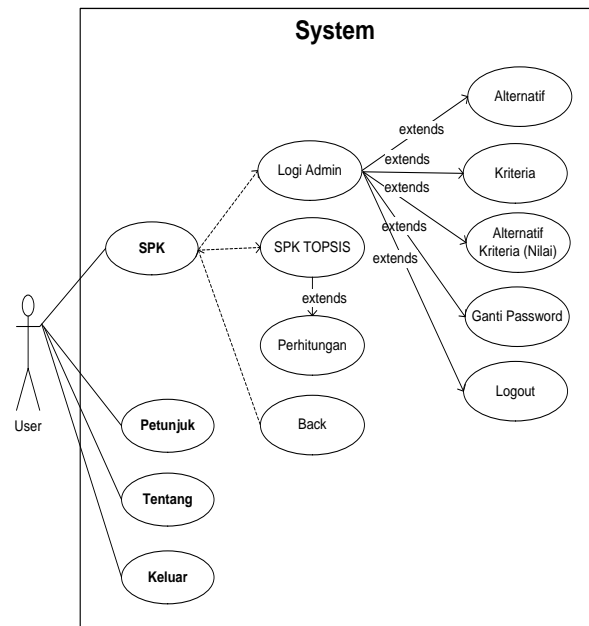 System
Alternatif
extends
Logi Admin
extends
Kriteria
extends
SPK
SPK TOPSIS
Alternatif
Kriteria (Nilai)
extends
extends
Perhitungan
Ganti Password
Logout
User
Petunjuk
Back
Tentang
Keluar